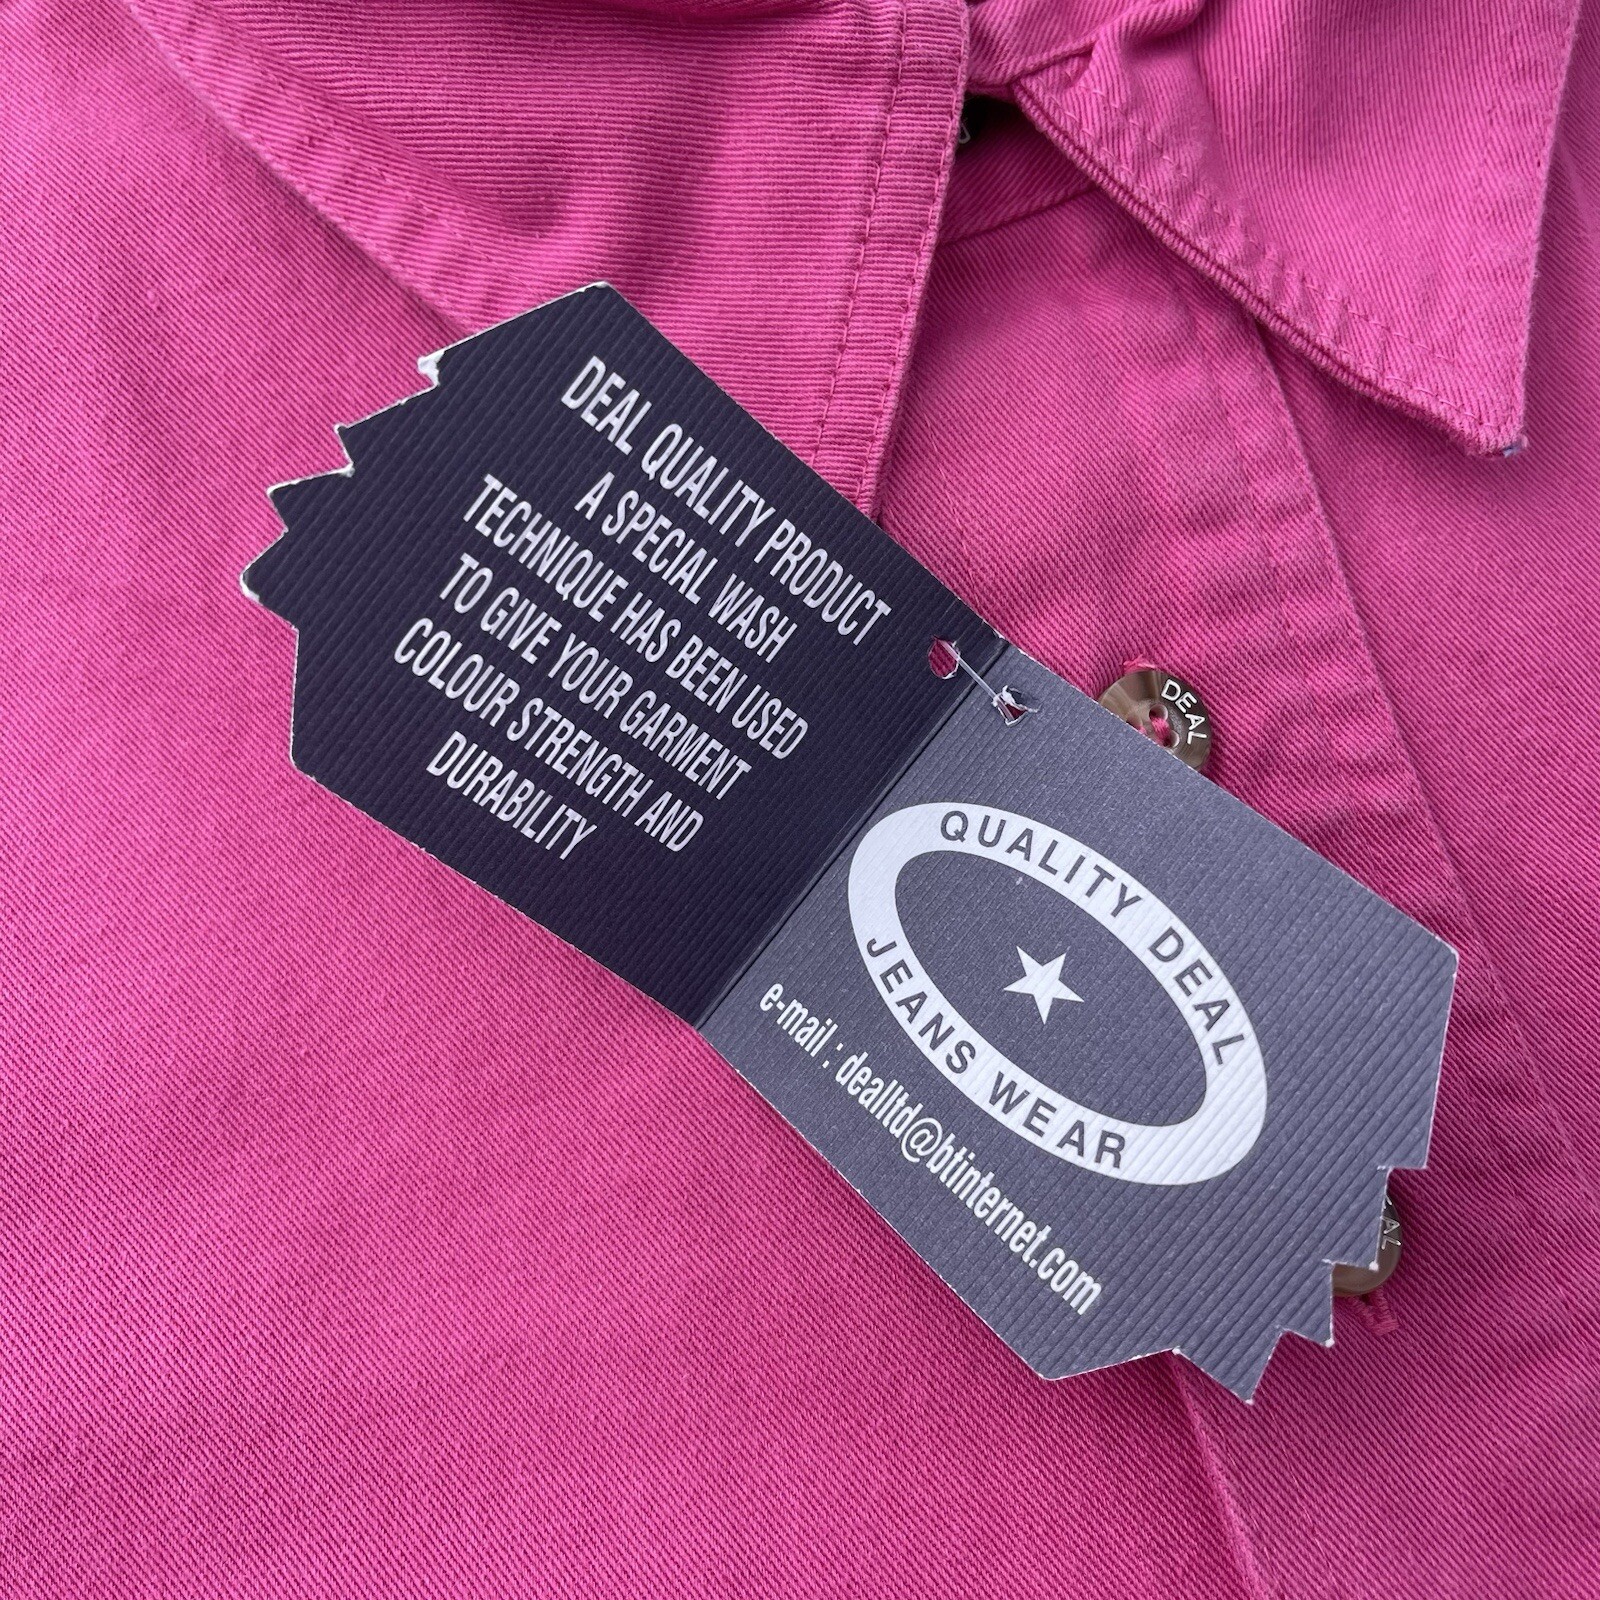 DEAL QUALITY PRODUCT
A SPECIAL WASH
TECHNIQUE HAS BEEN USED
TO GIVE YOUR GARMENT
COLOUR STRENGTH AND
DURABILITY
DEAL
QUALITY DEAL
JEANS WEAR
e-mail : dealltd@btinternet.com